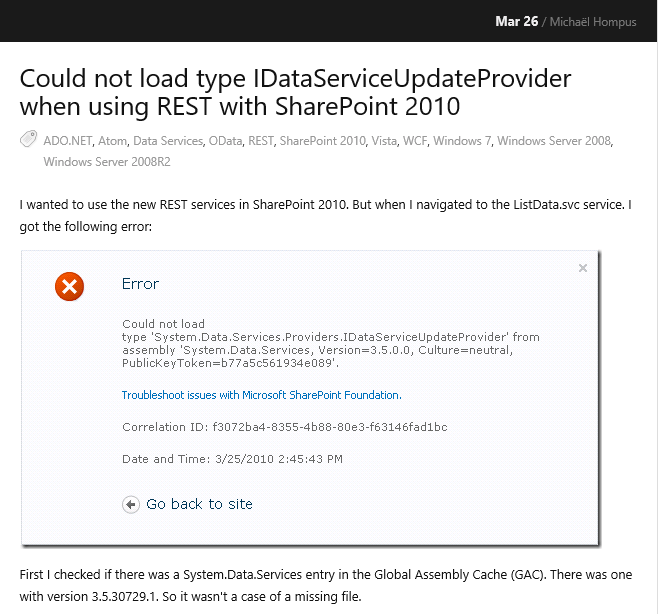 Mar 26 / Michaël Hompus
Could not load type IDataServiceUpdateProvider
when using REST with SharePoint 2010
ADO.NET, Atom, Data Services, OData, REST, SharePoint 2010, Vista, WCF, Windows 7, Windows Server 2008,
Windows Server 2008R2
I wanted to use the new REST services in SharePoint 2010. But when I navigated to the ListData.svc service. I
got the following error:
Error
Could not load
type 'System.Data.Services.Providers.IDataServiceUpdateProvider' from
assembly 'System.Data.Services, Version=3.5.0.0, Culture=neutral,
PublicKeyToken=b77a5c561934e089'.
Troubleshoot issues with Microsoft SharePoint Foundation.
Correlation ID: f3072ba4-8355-4b88-80e3-f63146fad1bc
Date and Time: 3/25/2010 2:45:43 PM
Go back to site
First I checked if there was a System.Data.Services entry in the Global Assembly Cache (GAC). There was one
with version 3.5.30729.1. So it wasn't a case of a missing file.